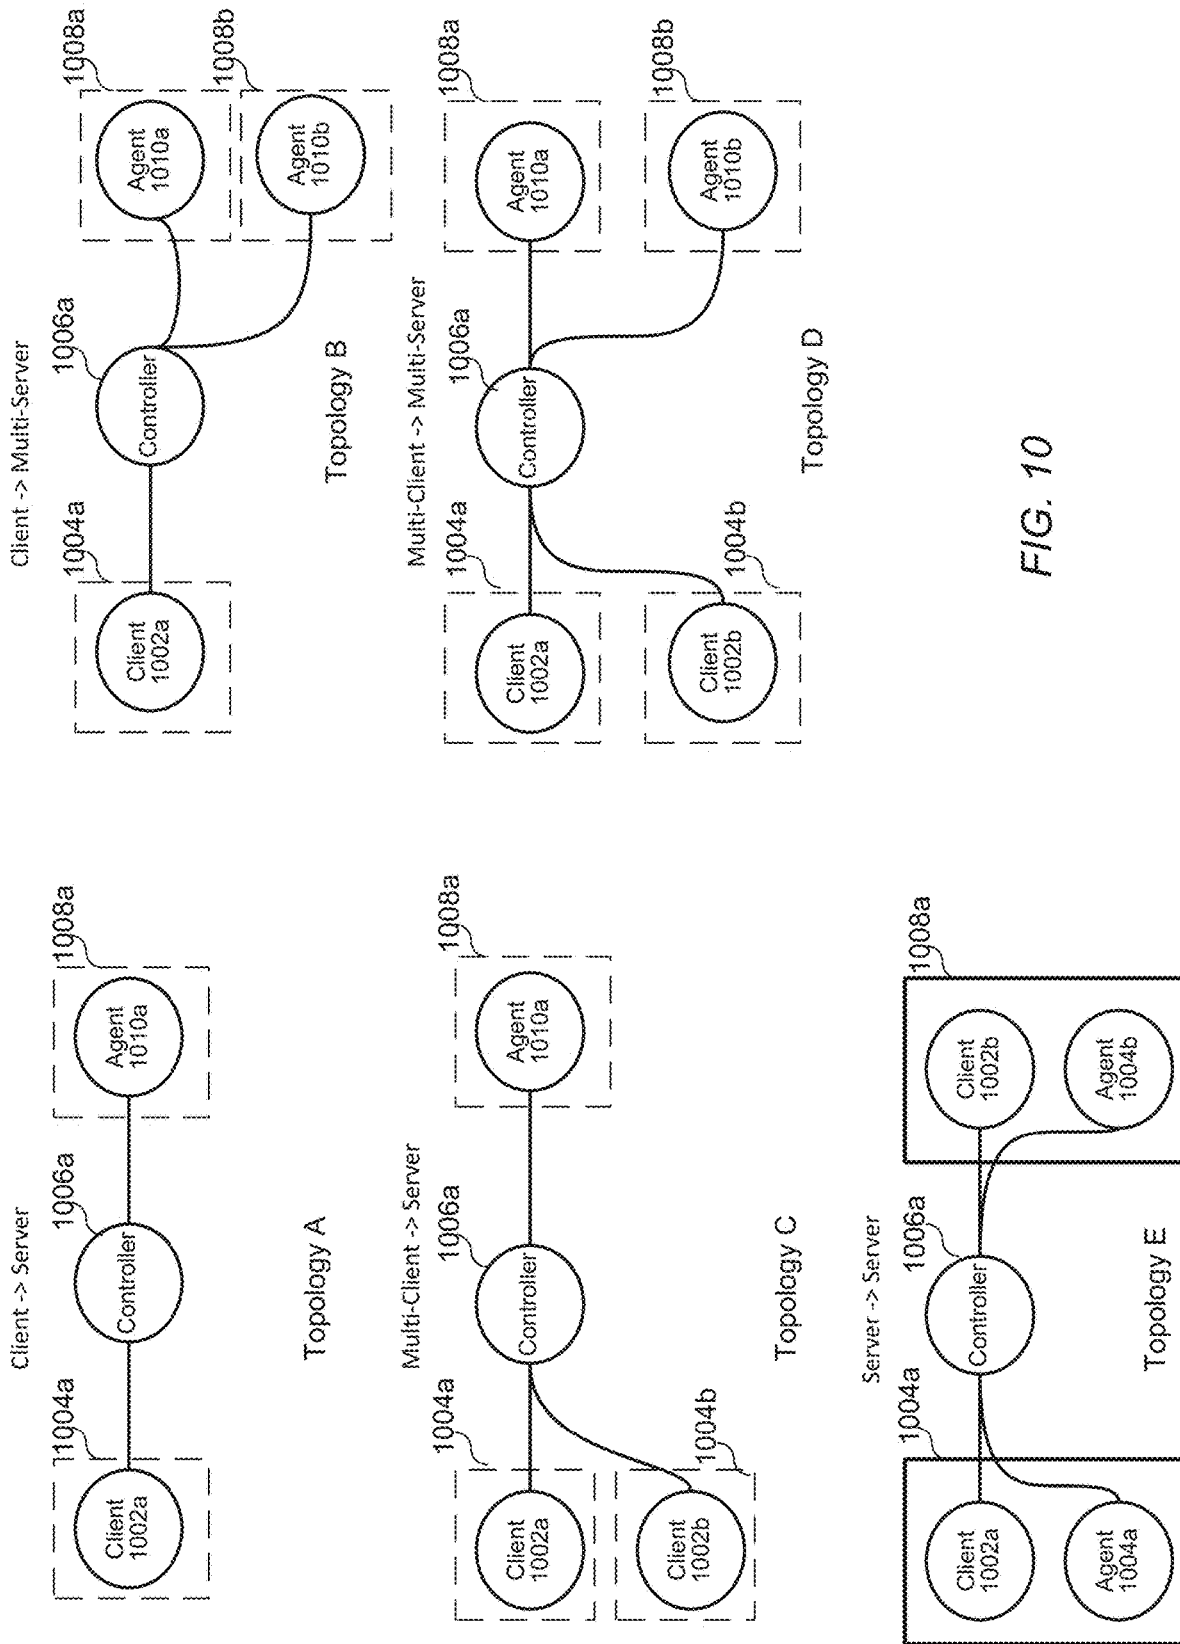 Client -> Server
1004a
1006a
1008a
Client
1002a
Controller
Agent
1010a
Topology A
Client -> Multi-Server
1004a
1006a
1008a
1008b
Client
1002a
Controller
Agent
1010a
Agent
1010b
Topology B
Multi-Client -> Server
1004a
1006a
1008a
Client
1002a
Controller
Agent
1010a
1004b
Client
1002b
Topology C
Multi-Client -> Multi-Server
1004a
1006a
1008a
Client
1002a
Controller
Agent
1010a
1004b
1008b
Client
1002b
Agent
1010b
Topology D
Server -> Server
1004a
1006a
1008a
Client
1002a
Controller
Client
1002b
Agent
1004a
Agent
1004b
Topology E
FIG. 10